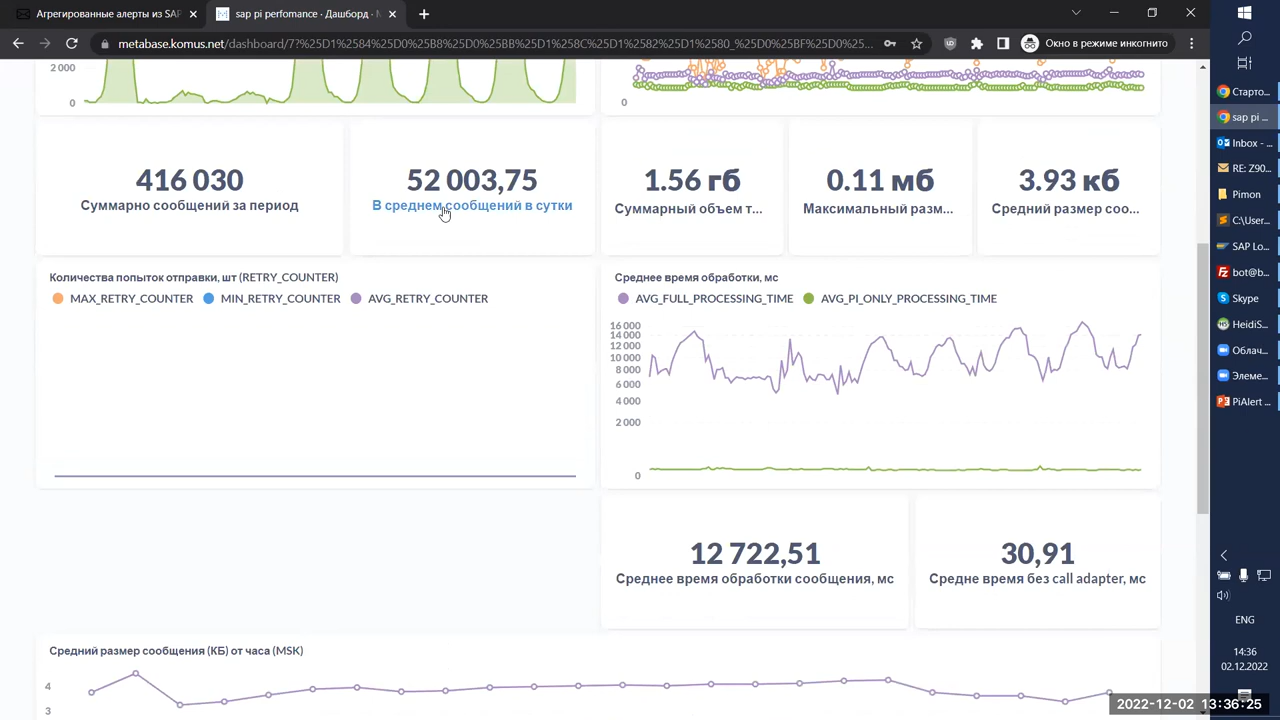 Агрегированные алерты из SAP
sap pi perfomance · Дашборд · N
metabase.komus.net/dashboard/7?%25D1%2584%25D0%25B8%25D0%25BB%25D1%258C%25D1%2582%25D1%2580_%25D0%25BF%25D0%25...
Окно в режиме инкогнито
2 000
0
0
416 030
Суммарно сообщений за период
52 003,75
В среднем сообщений в сутки
1.56 гб
Суммарный объем т...
0.11 мб
Максимальный разм...
3.93 кб
Средний размер соо...
Количества попыток отправки, шт (RETRY_COUNTER)
MAX_RETRY_COUNTER
MIN_RETRY_COUNTER
AVG_RETRY_COUNTER
Среднее время обработки, мс
AVG_FULL_PROCESSING_TIME
AVG_PI_ONLY_PROCESSING_TIME
16 000
14 000
12 000
10 000
8 000
6 000
4 000
2 000
0
12 722,51
Среднее время обработки сообщения, мс
30,91
Средне время без call adapter, мс
Средний размер сообщения (КБ) от часа (MSK)
4
3
Старто...
sap pi ...
Inbox - ...
RE: Z90...
Pimon
C:\User...
SAP Lo...
bot@b...
Skype
HeidiS...
Облач...
Элеме...
PiAlert ...
ENG
14:36
02.12.2022
2022-12-02 13:36:25